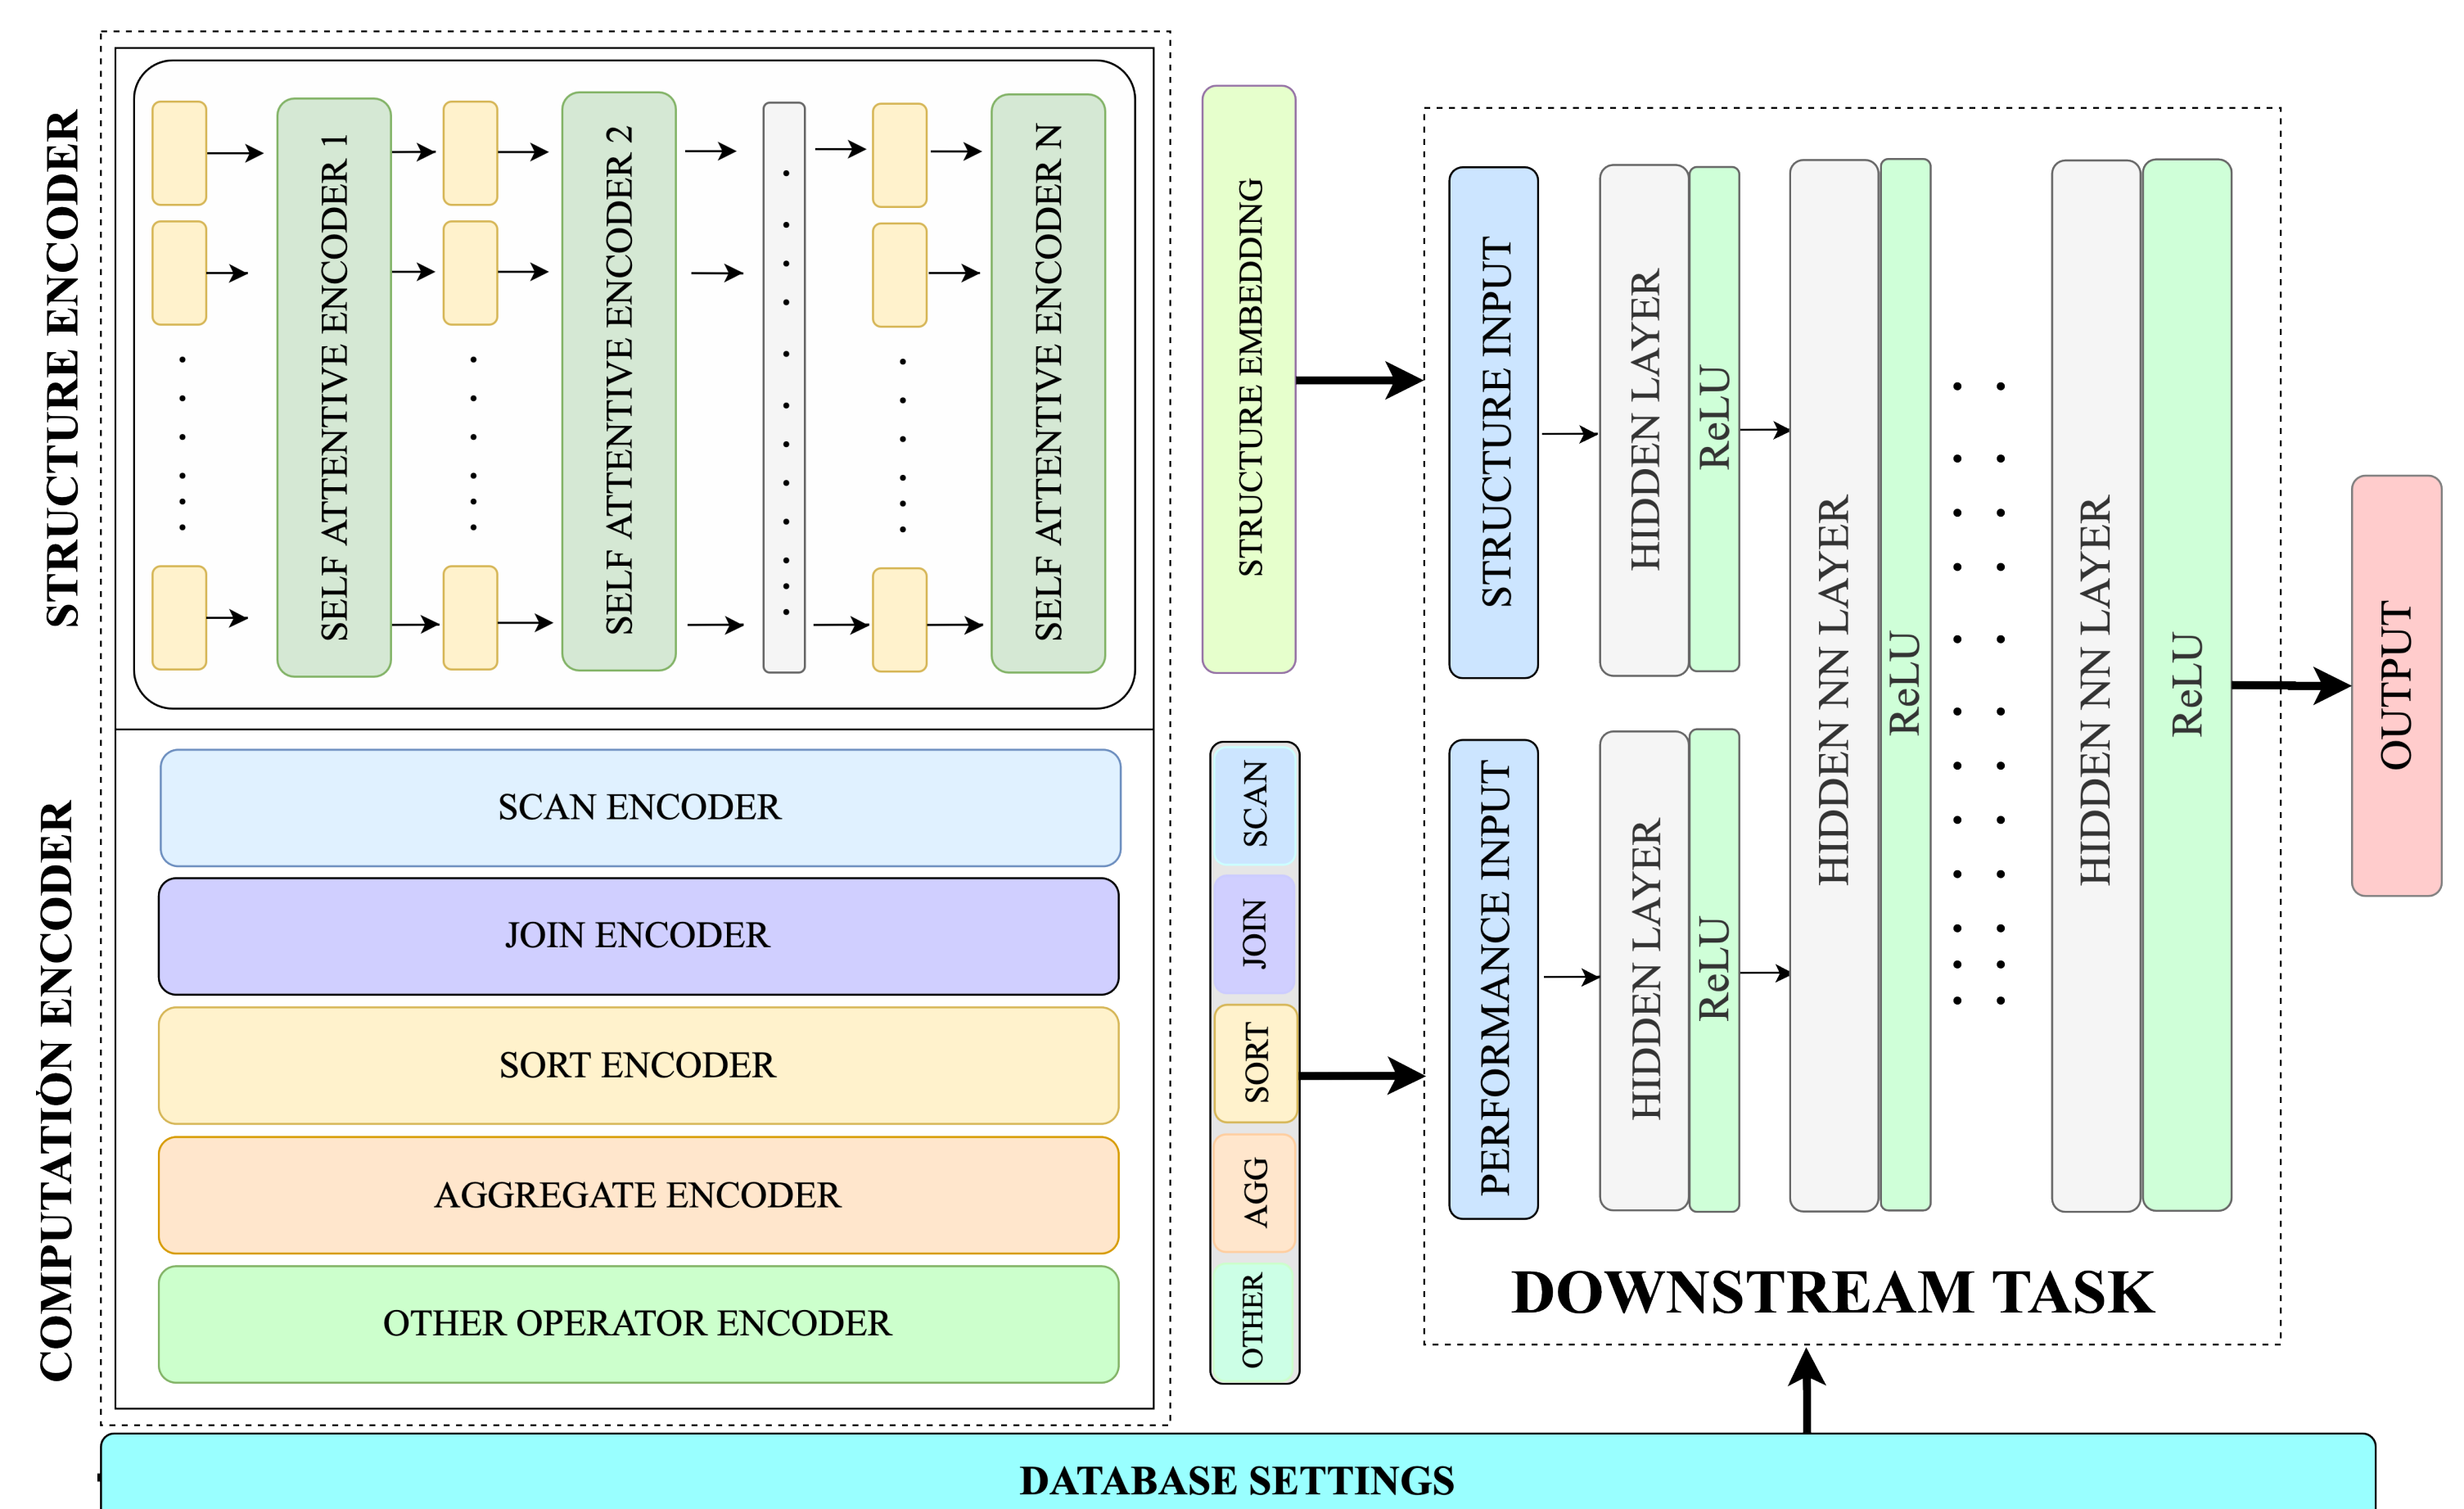 STRUCTURE ENCODER
SELF ATTENTIVE ENCODER 1
SELF ATTENTIVE ENCODER 2
SELF ATTENTIVE ENCODER N
STRUCTURE EMBEDDING
STRUCTURE INPUT
HIDDEN LAYER
ReLU
HIDDEN NN LAYER
ReLU
HIDDEN NN LAYER
ReLU
OUTPUT
COMPUTATION ENCODER
SCAN ENCODER
JOIN ENCODER
SORT ENCODER
AGGREGATE ENCODER
OTHER OPERATOR ENCODER
SCAN
JOIN
SORT
AGG
OTHER
PERFORMANCE INPUT
HIDDEN LAYER
ReLU
DOWNSTREAM TASK
DATABASE SETTINGS